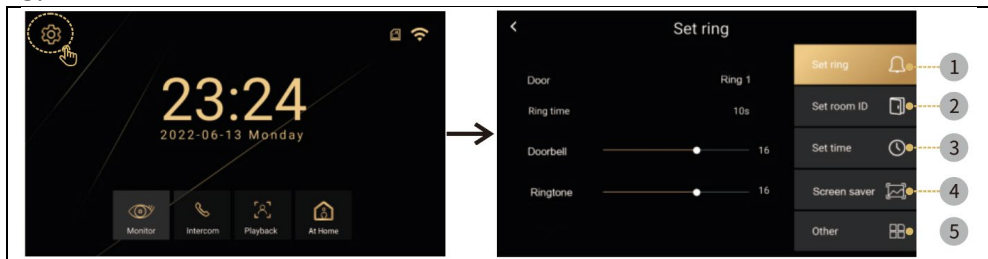 23:24
2022-06-13 Monday
Monitor
Intercom
Playback
At Home
Set ring
Door Ring 1
Ring time 10s
Doorbell 16
Ringtone 16
Set ring 1
Set room ID 2
Set time 3
Screen saver 4
Other 5